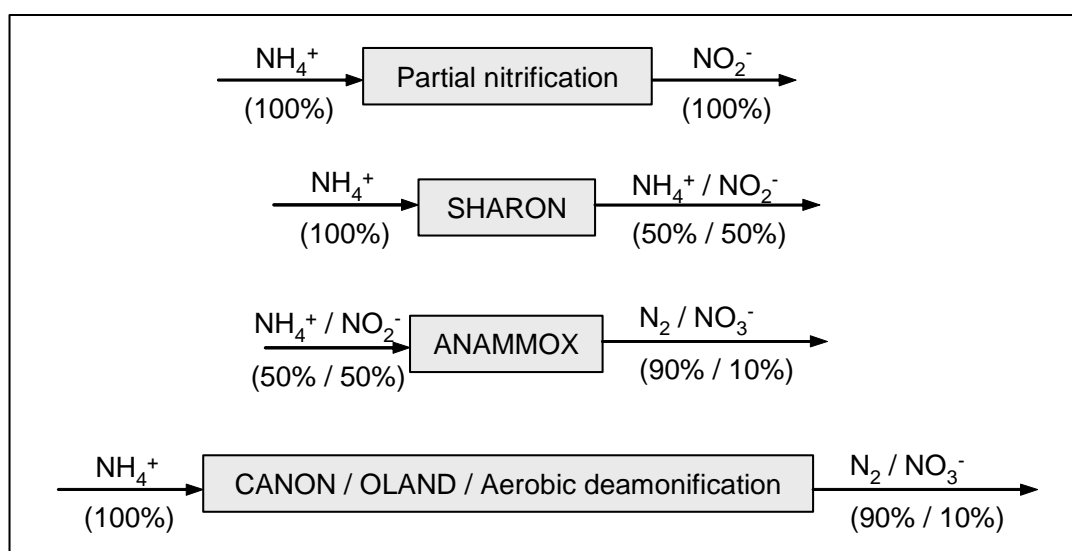 NH₄⁺ Partial nitrification NO₂⁻
(100%) (100%)
NH₄⁺ SHARON NH₄⁺ / NO₂⁻
(100%) (50% / 50%)
NH₄⁺ / NO₂⁻ ANAMMOX N₂ / NO₃⁻
(50% / 50%) (90% / 10%)
NH₄⁺ CANON / OLAND / Aerobic deamonification N₂ / NO₃⁻
(100%) (90% / 10%)